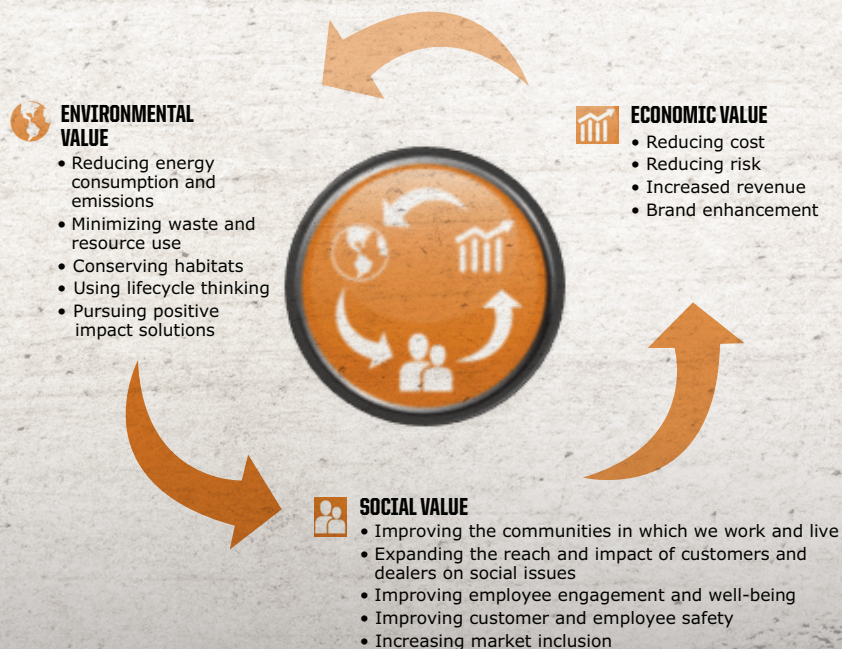 ENVIRONMENTAL
VALUE
• Reducing energy
consumption and
emissions
• Minimizing waste and
resource use
• Conserving habitats
• Using lifecycle thinking
• Pursuing positive
impact solutions
ECONOMIC VALUE
• Reducing cost
• Reducing risk
• Increased revenue
• Brand enhancement
SOCIAL VALUE
• Improving the communities in which we work and live
• Expanding the reach and impact of customers and
dealers on social issues
• Improving employee engagement and well-being
• Improving customer and employee safety
• Increasing market inclusion